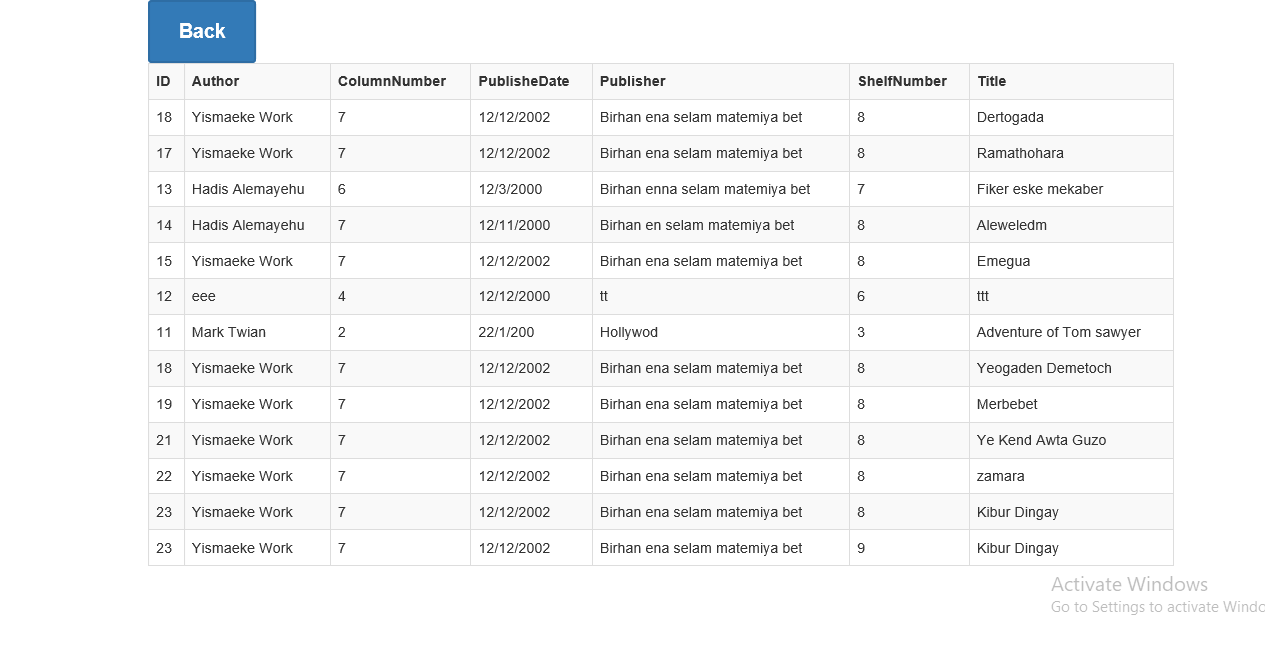 Back
ID Author ColumnNumber PublisheDate Publisher ShelfNumber Title
18 Yismaeke Work 7 12/12/2002 Birhan ena selam matemiya bet 8 Dertogada
17 Yismaeke Work 7 12/12/2002 Birhan ena selam matemiya bet 8 Ramathohara
13 Hadis Alemayehu 6 12/3/2000 Birhan enna selam matemiya bet 7 Fiker eske mekaber
14 Hadis Alemayehu 7 12/11/2000 Birhan en selam matemiya bet 8 Aleweledm
15 Yismaeke Work 7 12/12/2002 Birhan ena selam matemiya bet 8 Emegua
12 eee 4 12/12/2000 tt 6 ttt
11 Mark Twian 2 22/1/200 Hollywod 3 Adventure of Tom sawyer
18 Yismaeke Work 7 12/12/2002 Birhan ena selam matemiya bet 8 Yeogaden Demetoch
19 Yismaeke Work 7 12/12/2002 Birhan ena selam matemiya bet 8 Merbebet
21 Yismaeke Work 7 12/12/2002 Birhan ena selam matemiya bet 8 Ye Kend Awta Guzo
22 Yismaeke Work 7 12/12/2002 Birhan ena selam matemiya bet 8 zamara
23 Yismaeke Work 7 12/12/2002 Birhan ena selam matemiya bet 8 Kibur Dingay
23 Yismaeke Work 7 12/12/2002 Birhan ena selam matemiya bet 9 Kibur Dingay
Activate Windows
Go to Settings to activate Windo